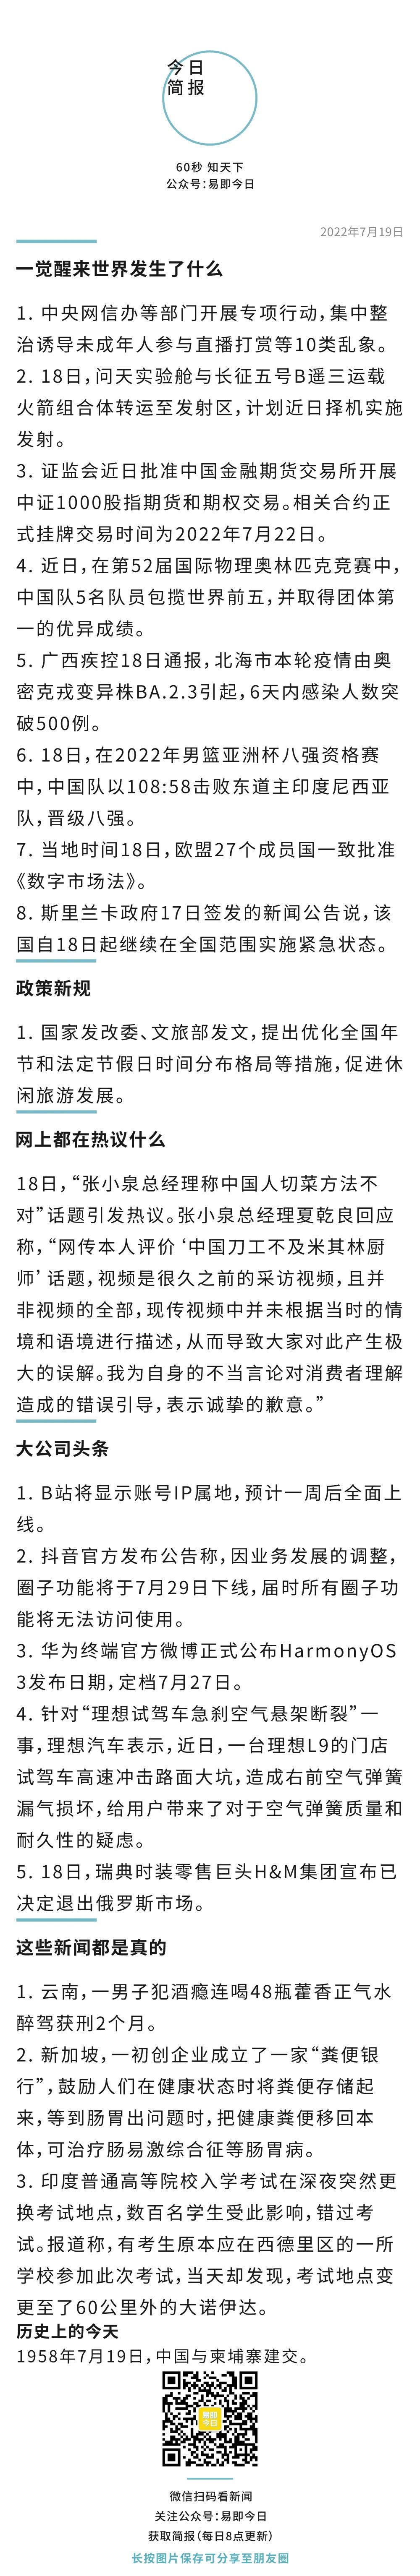 今日
简报
60秒 知天下
公众号：易即今日
2022年7月19日
一觉醒来世界发生了什么
1. 中央网信办等部门开展专项行动，集中整
治诱导未成年人参与直播打赏等10类乱象。
2. 18日，问天实验舱与长征五号B遥三运载
火箭组合体转运至发射区，计划近日择机实施
发射。
3. 证监会近日批准中国金融期货交易所开展
中证1000股指期货和期权交易。相关合约正
式挂牌交易时间为2022年7月22日。
4. 近日，在第52届国际物理奥林匹克竞赛中，
中国队5名队员包揽世界前五，并取得团体第
一的优异成绩。
5. 广西疾控18日通报，北海市本轮疫情由奥
密克戎变异株BA.2.3引起，6天内感染人数突
破500例。
6. 18日，在2022年男篮亚洲杯八强资格赛
中，中国队以108:58击败东道主印度尼西亚
队，晋级八强。
7. 当地时间18日，欧盟27个成员国一致批准
《数字市场法》。
8. 斯里兰卡政府17日签发的新闻公告说，该
国自18日起继续在全国范围实施紧急状态。
政策新规
1. 国家发改委、文旅部发文，提出优化全国年
节和法定节假日时间分布格局等措施，促进休
闲旅游发展。
网上都在热议什么
18日，“张小泉总经理称中国人切菜方法不
对”话题引发热议。张小泉总经理夏乾良回应
称，“网传本人评价‘中国刀工不及米其林厨
师’话题，视频是很久之前的采访视频，且并
非视频的全部，现传视频中并未根据当时的情
境和语境进行描述，从而导致大家对此产生极
大的误解。我为自身的不当言论对消费者理解
造成的错误引导，表示诚挚的歉意。”
大公司头条
1. B站将显示账号IP属地，预计一周后全面上
线。
2. 抖音官方发布公告称，因业务发展的调整，
圈子功能将于7月29日下线，届时所有圈子功
能将无法访问使用。
3. 华为终端官方微博正式公布HarmonyOS
3发布日期，定档7月27日。
4. 针对“理想试驾车急刹空气悬架断裂”一
事，理想汽车表示，近日，一台理想L9的门店
试驾车高速冲击路面大坑，造成右前空气弹簧
漏气损坏，给用户带来了对于空气弹簧质量和
耐久性的疑虑。
5. 18日，瑞典时装零售巨头H&M集团宣布已
决定退出俄罗斯市场。
这些新闻都是真的
1. 云南，一男子犯酒瘾连喝48瓶藿香正气水
醉驾获刑2个月。
2. 新加坡，一初创企业成立了一家“粪便银
行”，鼓励人们在健康状态时将粪便存储起
来，等到肠胃出问题时，把健康粪便移回本
体，可治疗肠易激综合征等肠胃病。
3. 印度普通高等院校入学考试在深夜突然更
换考试地点，数百名学生受此影响，错过考
试。报道称，有考生原本应在西德里区的一所
学校参加此次考试，当天却发现，考试地点变
更至了60公里外的大诺伊达。
历史上的今天
1958年7月19日，中国与柬埔寨建交。
易即
今日
微信扫码看新闻
关注公众号：易即今日
获取简报（每日8点更新）
长按图片保存可分享至朋友圈